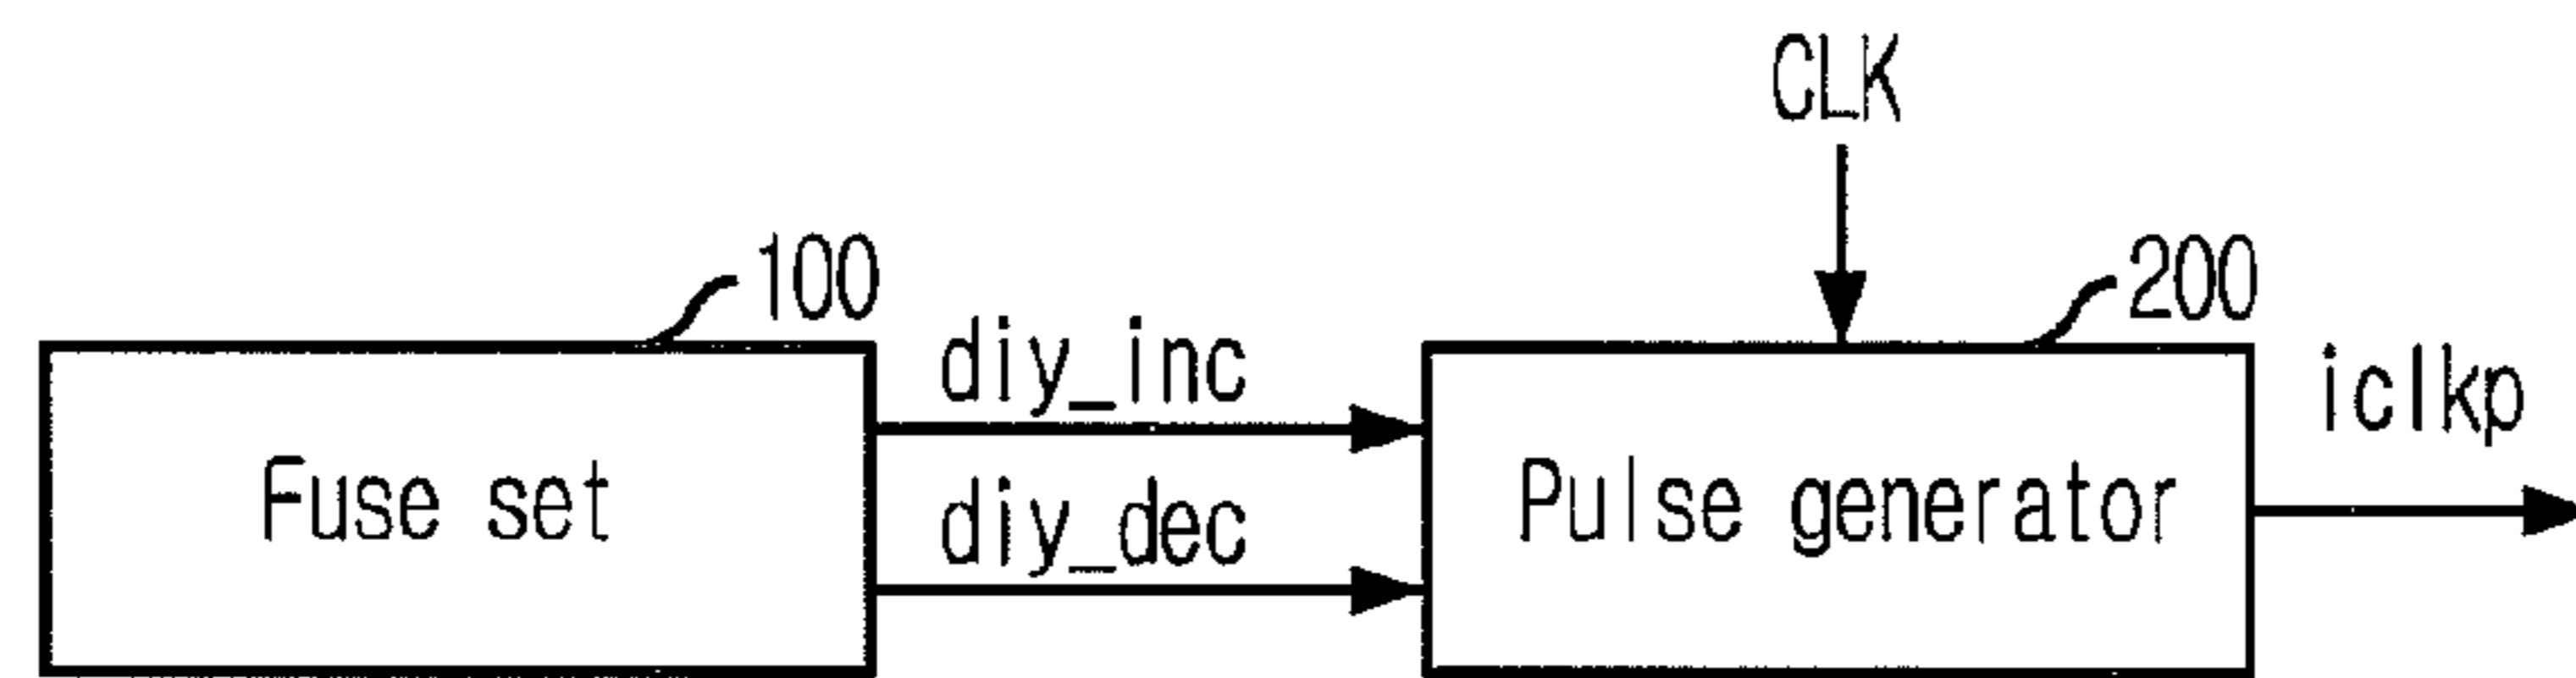 CLK
100
200
diy_inc
iclkp
Fuse set
diy_dec
Pulse generator